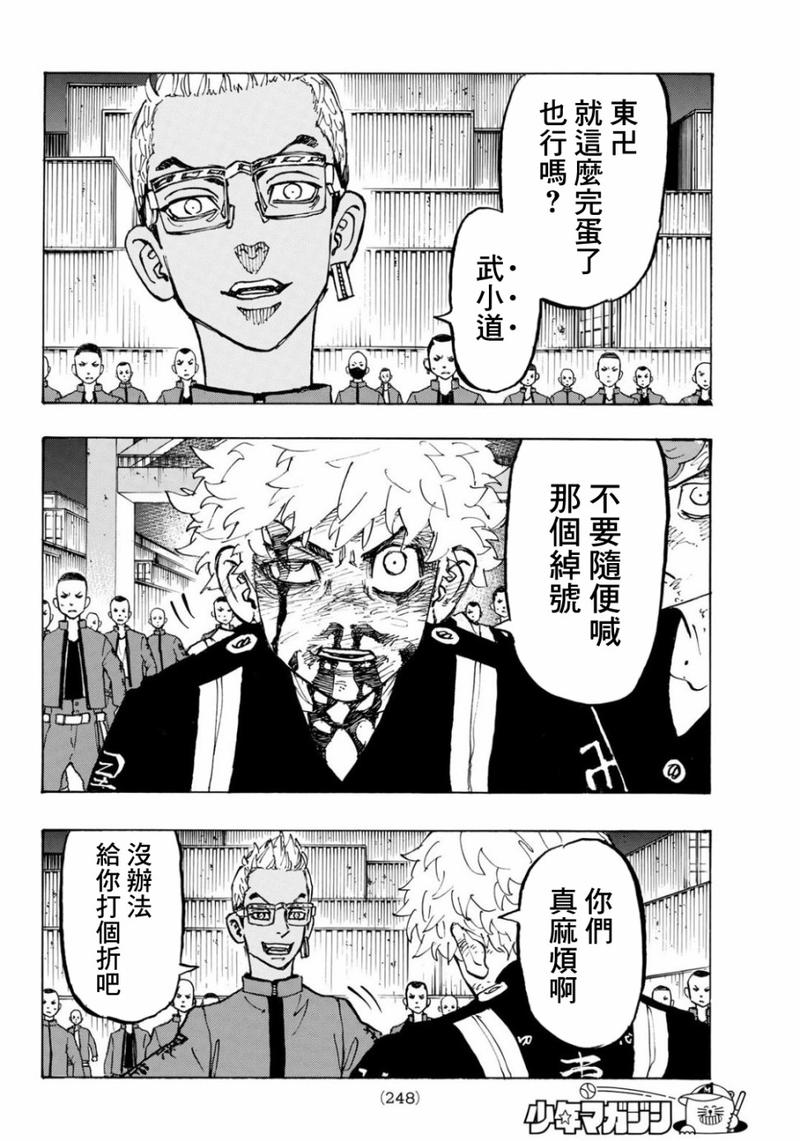 東卍
就這麼完蛋了
也行嗎?
武小道
不要隨便喊
那個綽號
卍
你們
真麻煩啊
沒辦法
給你打個折吧
東
(248)
少年マガジン
M